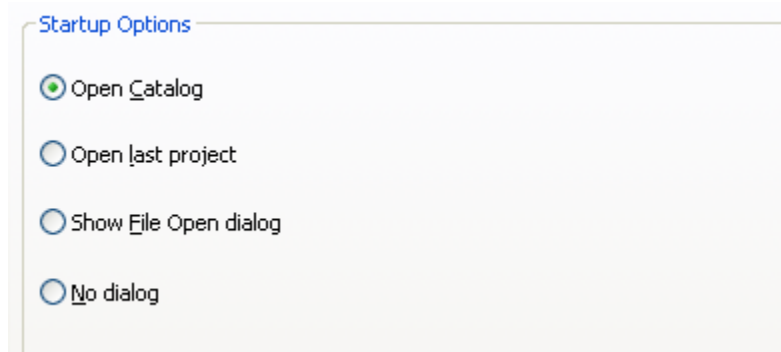 Startup Options
Open Catalog
Open last project
Show File Open dialog
No dialog